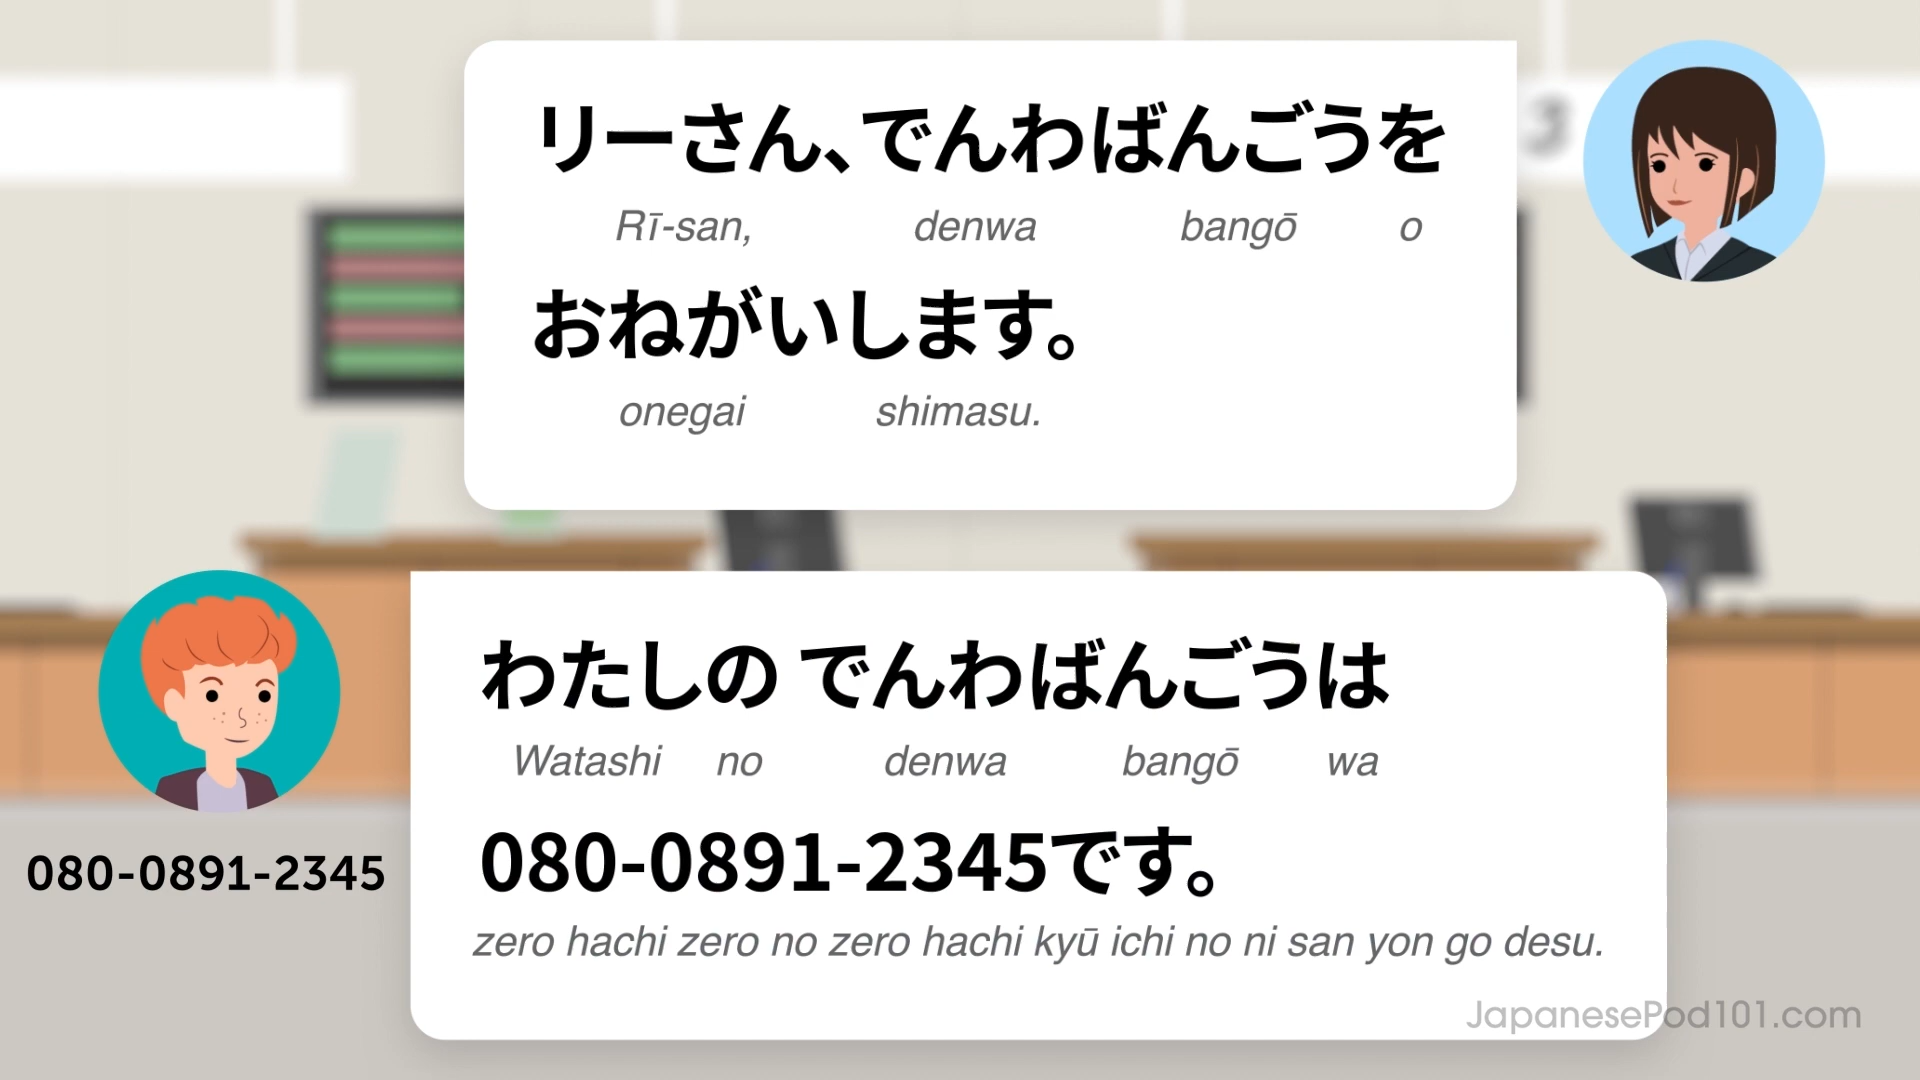 リーさん、でんわばんごうを
Rī-san, denwa bangō o
おねがいします。
onegai shimasu.
わたしの でんわばんごうは
Watashi no denwa bangō wa
080-0891-2345です。
zero hachi zero no zero hachi kyū ichi no ni san yon go desu.
080-0891-2345
JapanesePod101.com
3